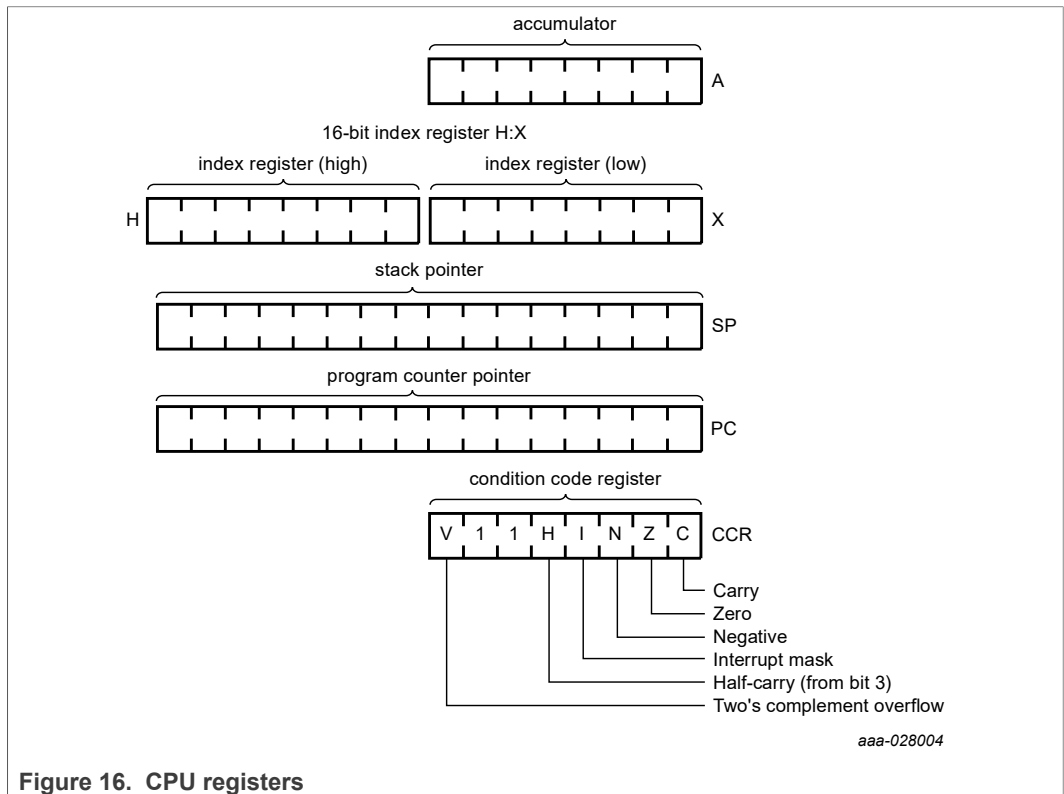 accumulator
A
16-bit index register H:X
index register (high) index register (low)
H X
stack pointer
SP
program counter pointer
PC
condition code register
V 1 1 H I N Z C CCR
Carry
Zero
Negative
Interrupt mask
Half-carry (from bit 3)
Two's complement overflow
aaa-028004
Figure 16. CPU registers